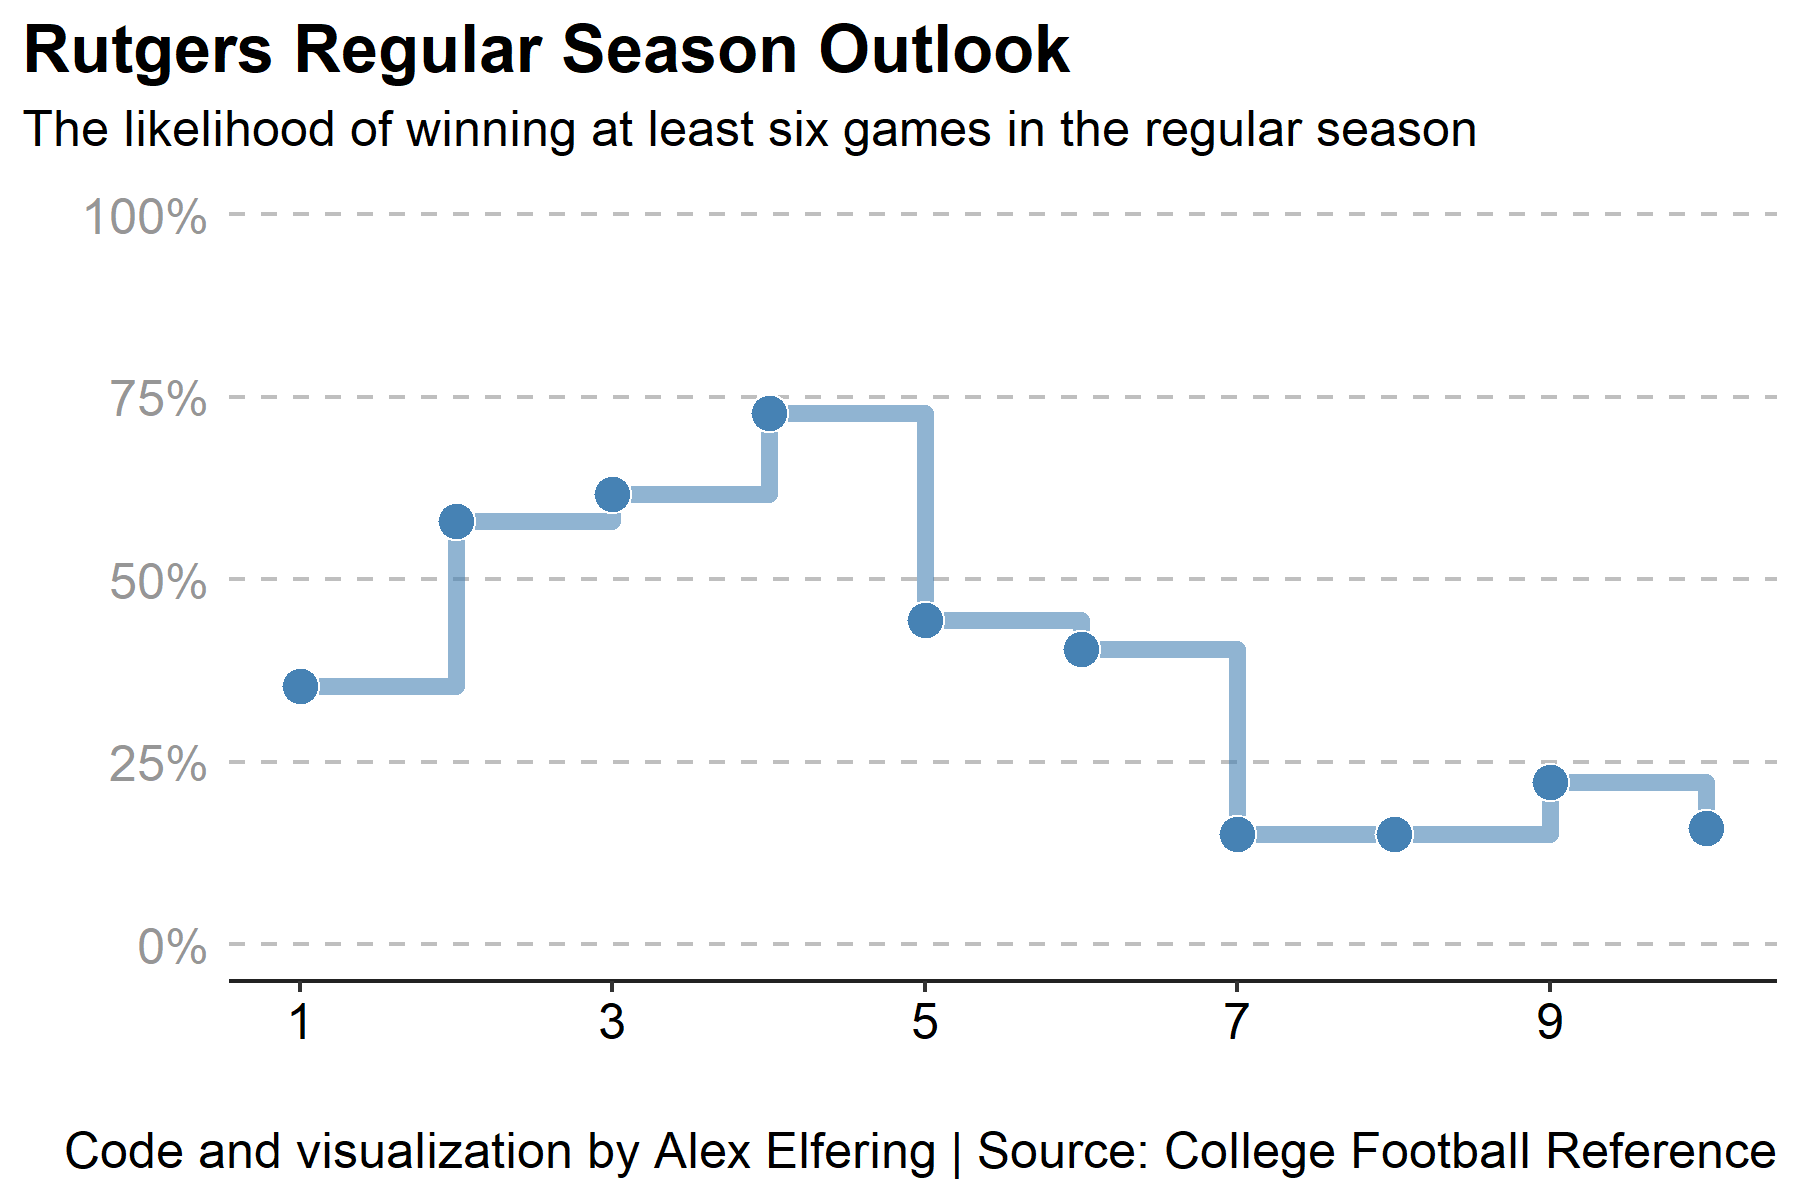 Rutgers Regular Season Outlook
The likelihood of winning at least six games in the regular season
100%
75%
50%
25%
0%
1 3 5 7 9
Code and visualization by Alex Elfering | Source: College Football Reference